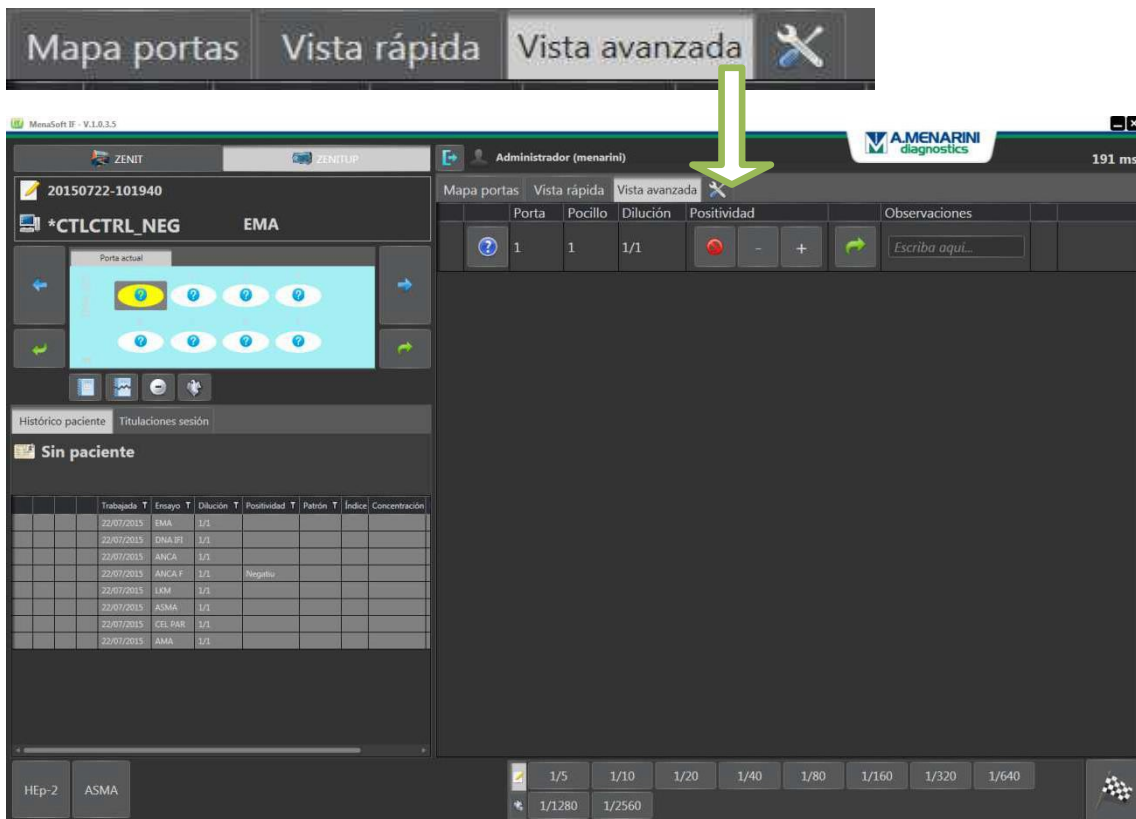 Mapa portas Vista rápida Vista avanzada
MenaSoft IF - V.1.0.3.5
A.MENARINI
diagnostics
ZENIT ZENITUP
Administrador (menarini)
191 ms
20150722-101940
*CTLCTRL_NEG EMA
Mapa portas Vista rápida Vista avanzada
Porta Pocillo Dilución Positividad Observaciones
1 1 1/1 - + Escriba aquí...
Porta actual
Histórico paciente Titulaciones sesión
Sin paciente
Trabajada Ensayo Dilución Positividad Patrón Índice Concentración
22/07/2015 EMA 1/1
22/07/2015 DNA IFI 1/1
22/07/2015 ANCA 1/1
22/07/2015 ANCA F 1/1 Negatiu
22/07/2015 LKM 1/1
22/07/2015 ASMA 1/1
22/07/2015 CEL PAR 1/1
22/07/2015 AMA 1/1
HEp-2 ASMA
1/5 1/10 1/20 1/40 1/80 1/160 1/320 1/640
1/1280 1/2560